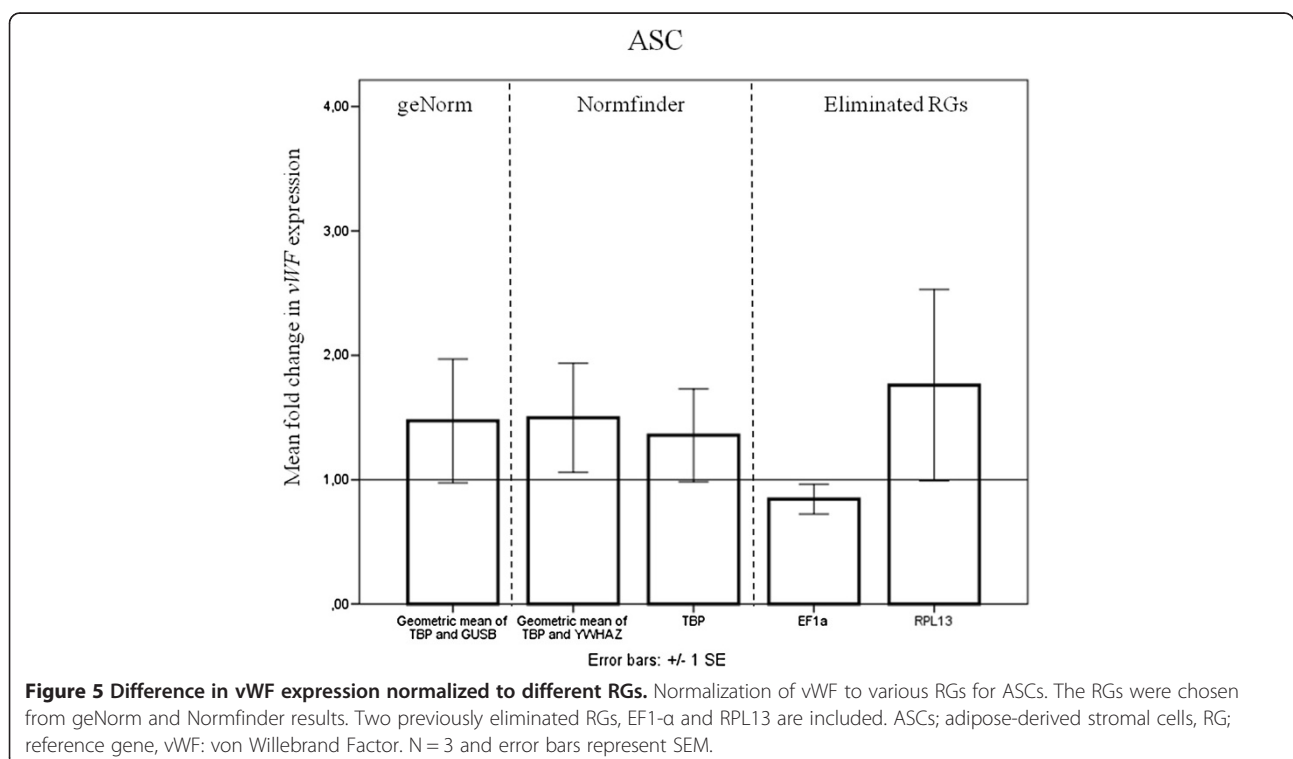 ASC
geNorm
Normfinder
Eliminated RGs
Mean fold change in vWF expression
4,00
3,00
2,00
1,00
,00
Geometric mean of
TBP and GUSB
Geometric mean of
TBP and YWHAZ
TBP
EF1a
RPL13
Error bars: +/- 1 SE
Figure 5 Difference in vWF expression normalized to different RGs. Normalization of vWF to various RGs for ASCs. The RGs were chosen
from geNorm and Normfinder results. Two previously eliminated RGs, EF1-α and RPL13 are included. ASCs; adipose-derived stromal cells, RG;
reference gene, vWF: von Willebrand Factor. N = 3 and error bars represent SEM.